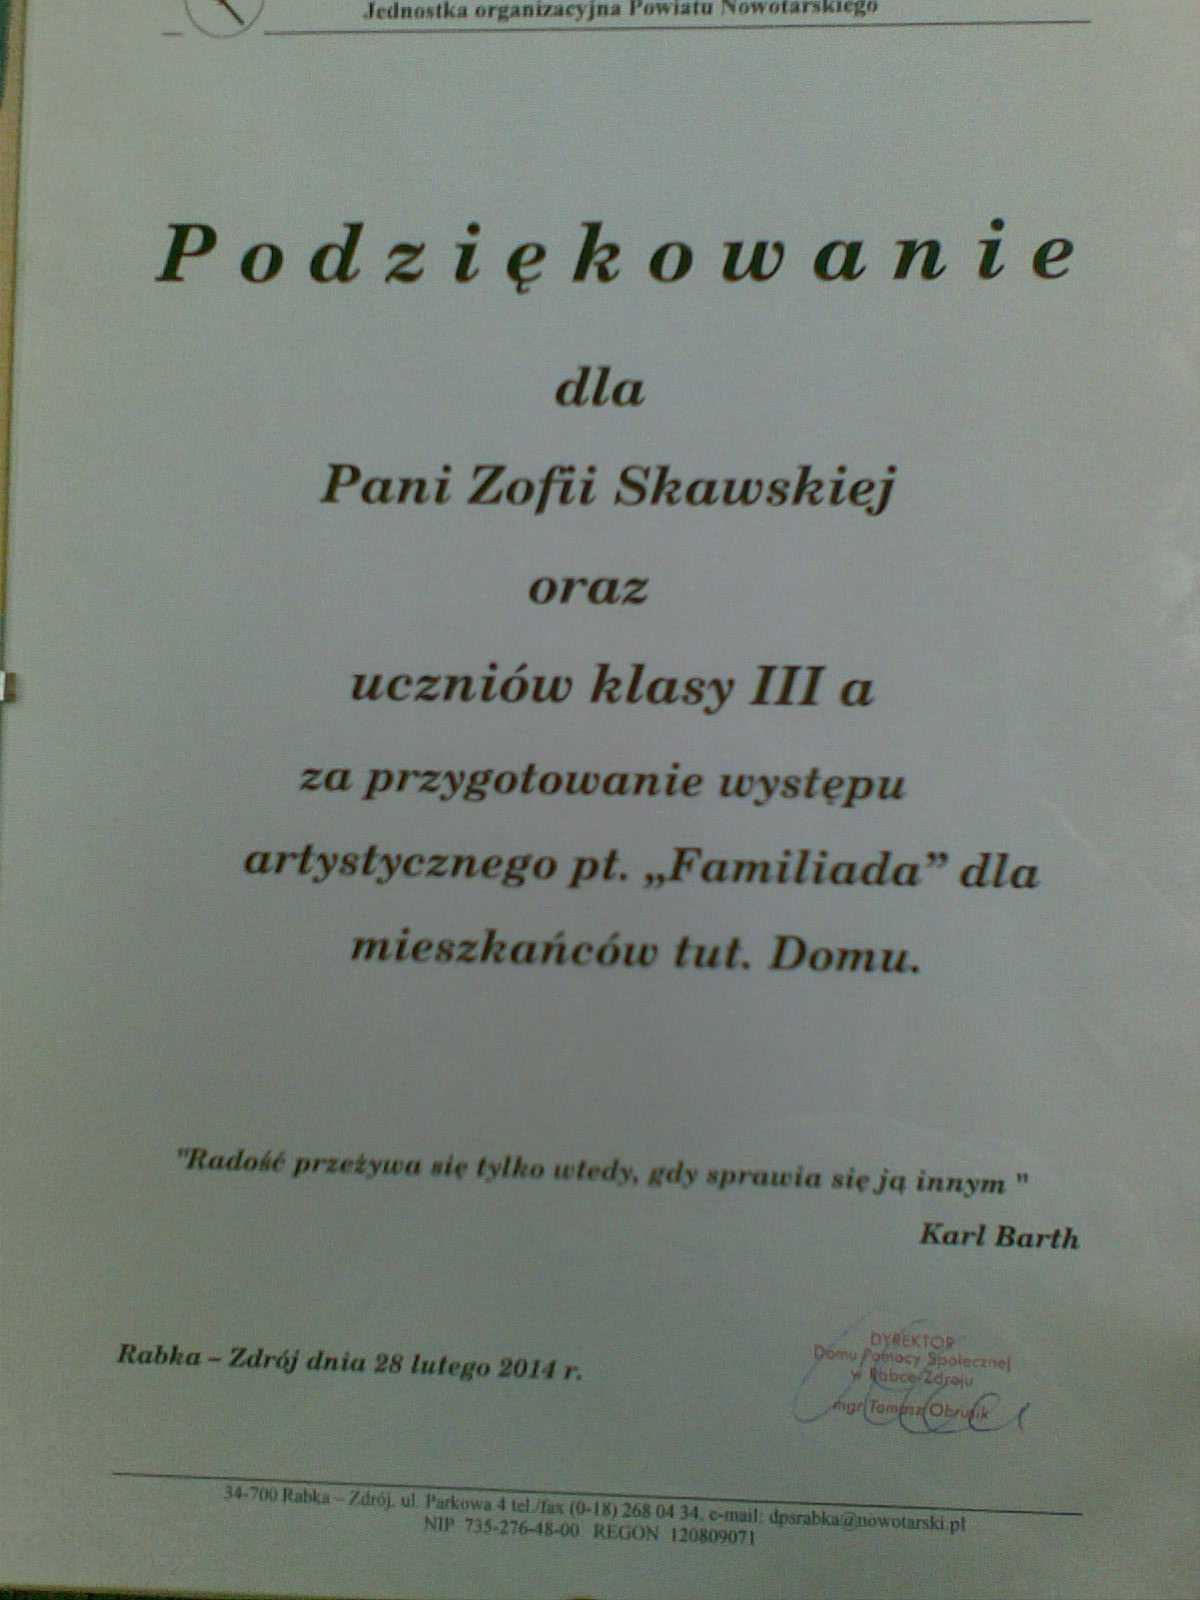 Jednostka organizacyjna Powiatu Nowotarskiego
Podziękowanie
dla
Pani Zofii Skawskiej
oraz
uczniów klasy III a
za przygotowanie występu
artystycznego pt. „Familiada” dla
mieszkańców tut. Domu.
"Radość przeżywa się tylko wtedy, gdy sprawia się ją innym "
Karl Barth
Rabka – Zdrój dnia 28 lutego 2014 r.
DYREKTOR
Domu Pomocy Społecznej
w Rabce-Zdroju
mgr Tomasz
34-700 Rabka – Zdrój, ul. Parkowa 4 tel./fax (0-18) 268 04 34, e-mail: dpsrabka@nowotarski.pl
NIP 735-276-48-00 REGON 120809071